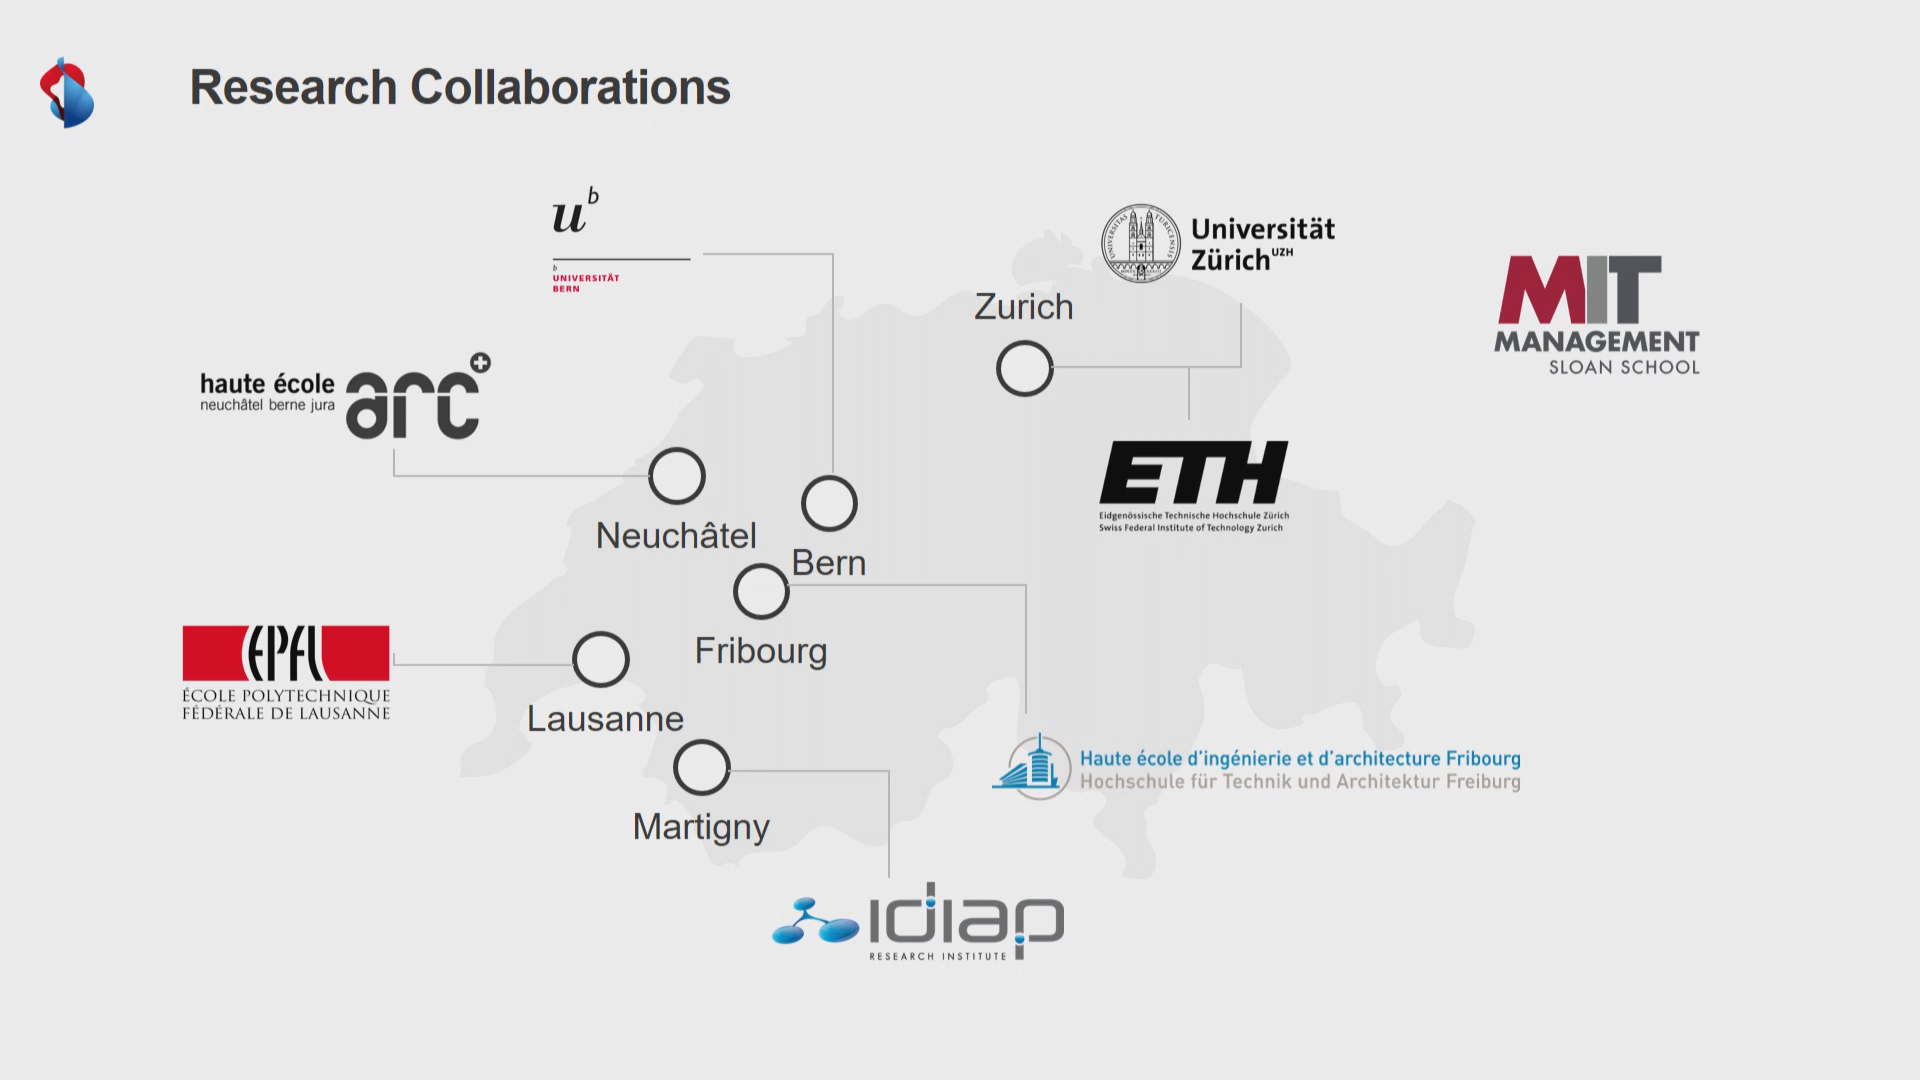 Research Collaborations
u b
b
UNIVERSITÄT
BERN
UNIVERSITAS TURICENSIS
Universität
Zürich UZH
MIT
MANAGEMENT
SLOAN SCHOOL
Zurich
haute école
neuchâtel berne jura
arc
ETH
Eidgenössische Technische Hochschule Zürich
Swiss Federal Institute of Technology Zurich
Neuchâtel
Bern
Fribourg
EPFL
ÉCOLE POLYTECHNIQUE
FÉDÉRALE DE LAUSANNE
Lausanne
Martigny
Haute école d'ingénierie et d'architecture Fribourg
Hochschule für Technik und Architektur Freiburg
idiap
RESEARCH INSTITUTE